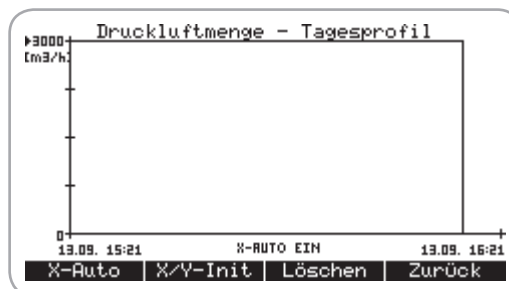 Druckluftmenge - Tagesprofil
▶3000
[m3/h]
0
13.09. 15:21 X-AUTO EIN 13.09. 16:21
X-Auto X/Y-Init Löschen Zurück